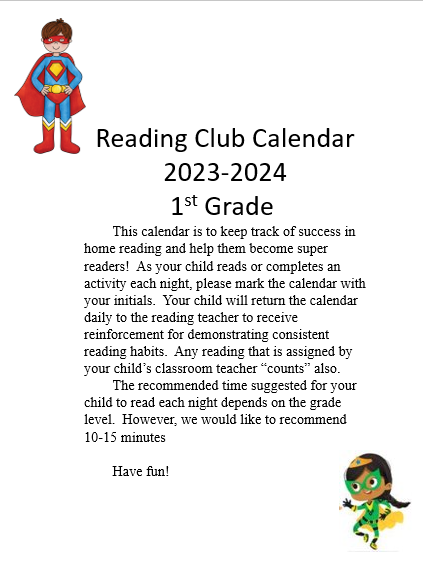 Reading Club Calendar
2023-2024
1st Grade
This calendar is to keep track of success in
home reading and help them become super
readers!  As your child reads or completes an
activity each night, please mark the calendar with
your initials.  Your child will return the calendar
daily to the reading teacher to receive
reinforcement for demonstrating consistent
reading habits.  Any reading that is assigned by
your child’s classroom teacher “counts” also.
The recommended time suggested for your
child to read each night depends on the grade
level.  However, we would like to recommend
10-15 minutes
Have fun!